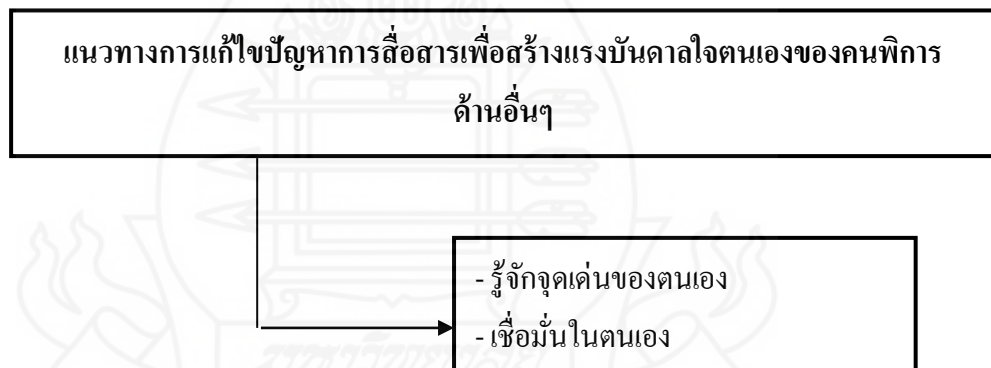 แนวทางการแก้ไขปัญหาการสื่อสารเพื่อสร้างแรงบันดาลใจตนเองของคนพิการ
ด้านอื่นๆ
- รู้จักจุดเด่นของตนเอง
- เชื่อมั่นในตนเอง